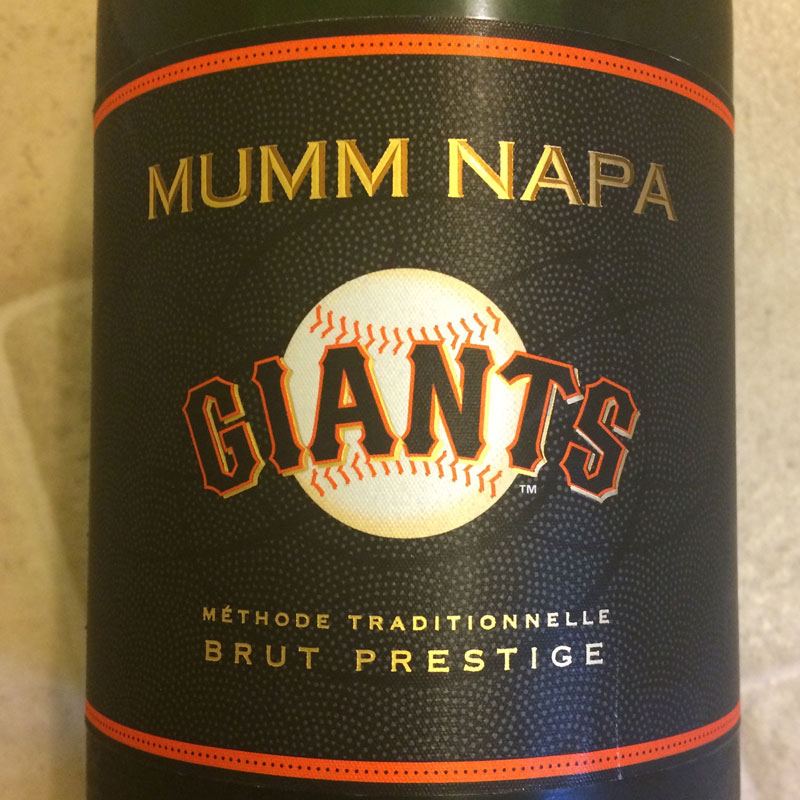 MUMM NAPA
GIANTS
TM
MÉTHODE TRADITIONNELLE
BRUT PRESTIGE